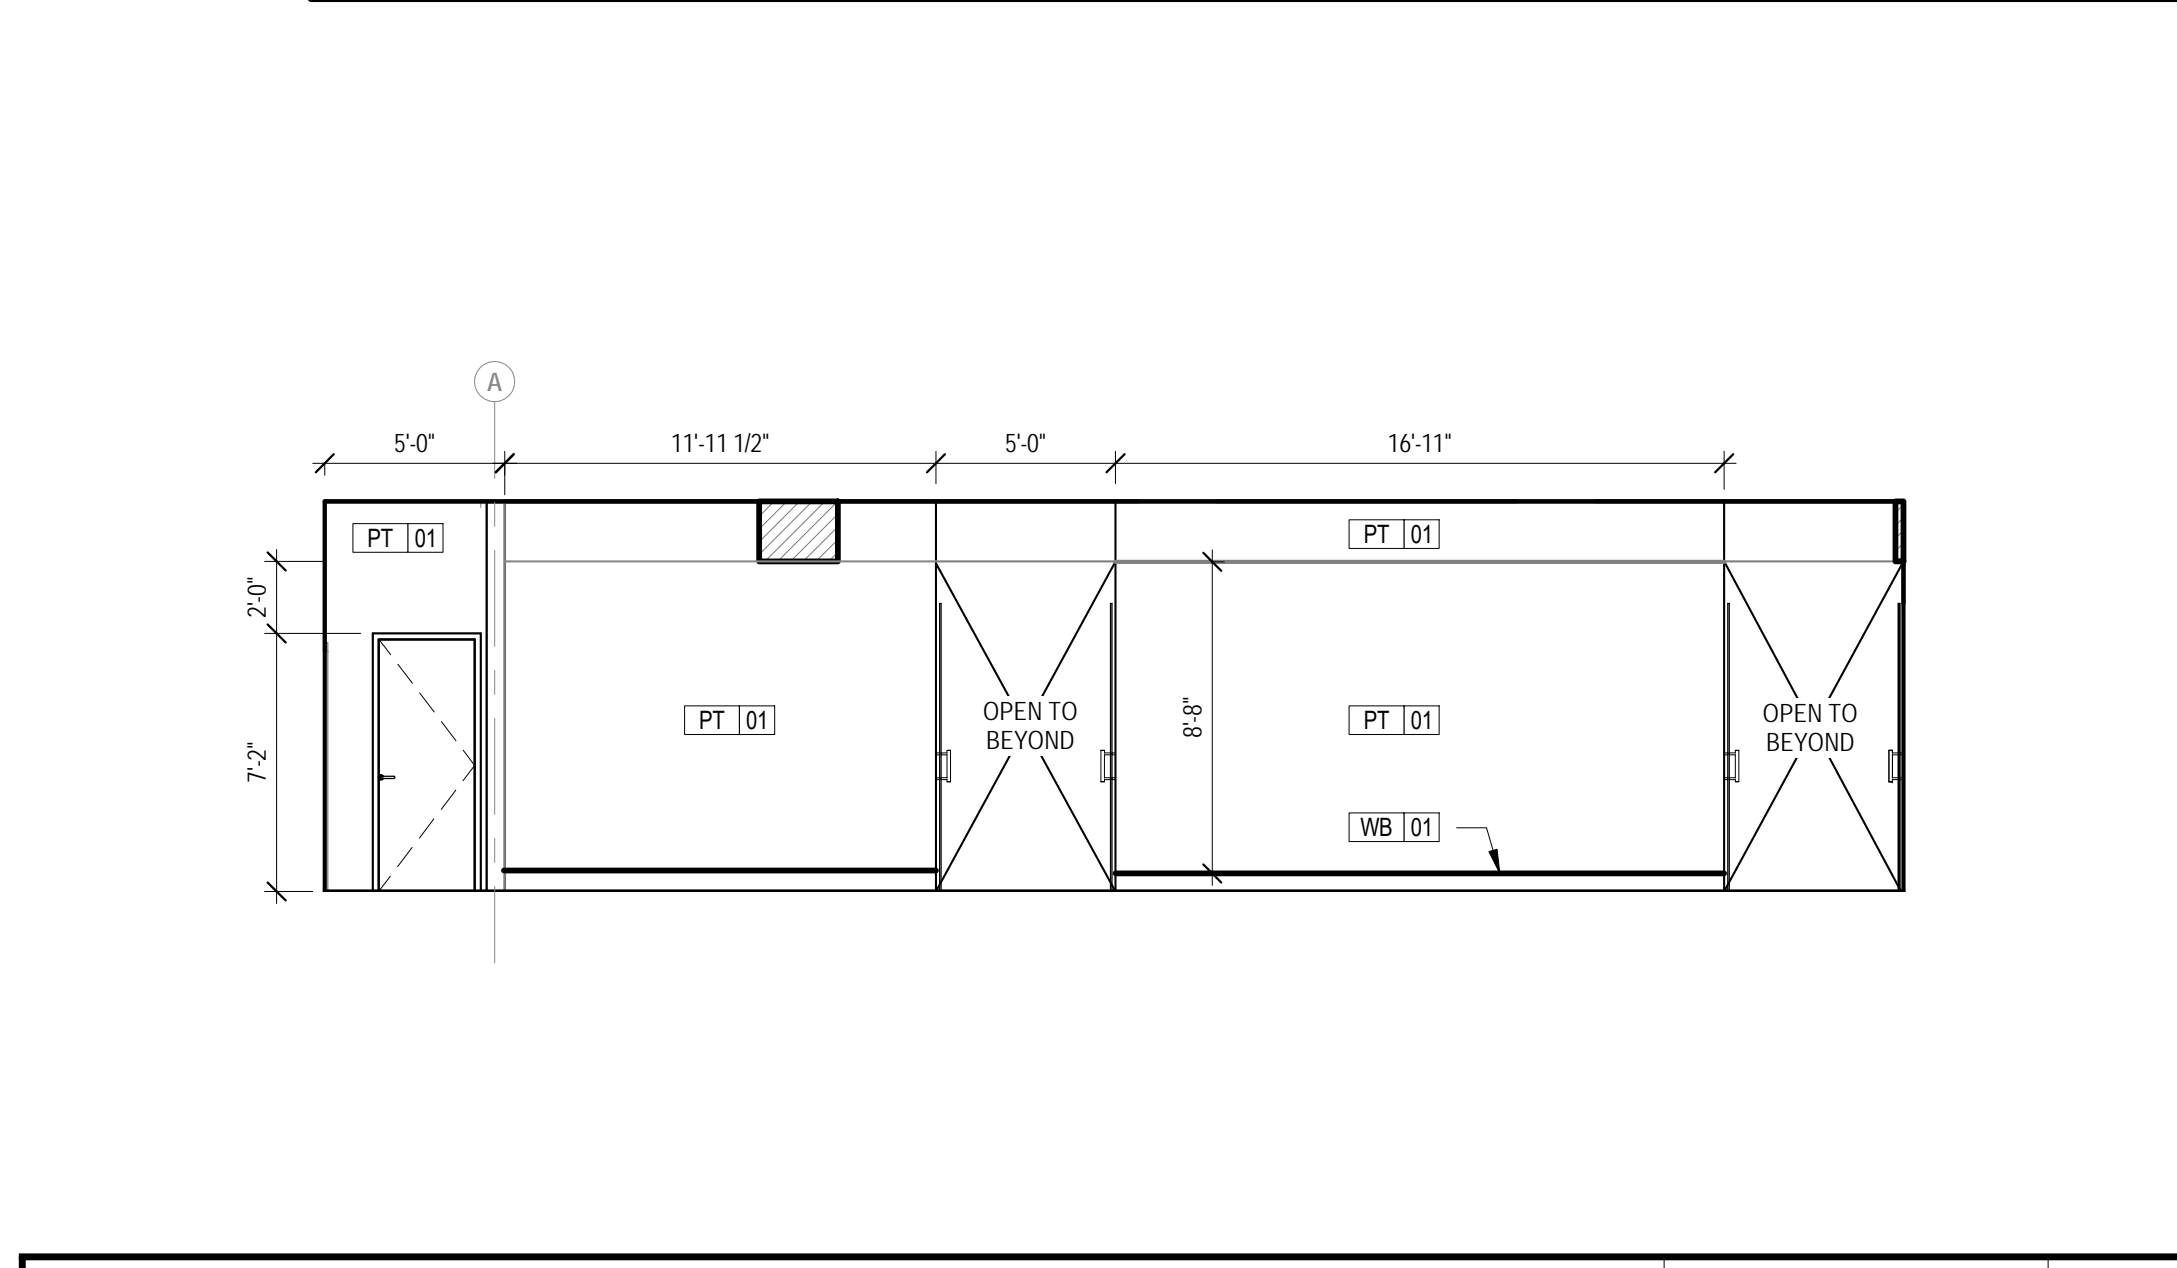 A
5'-0"
11'-11 1/2"
5'-0"
16'-11"
PT 01
PT 01
2'-0"
7'-2"
PT 01
OPEN TO
BEYOND
8'-8"
PT 01
OPEN TO
BEYOND
WB 01